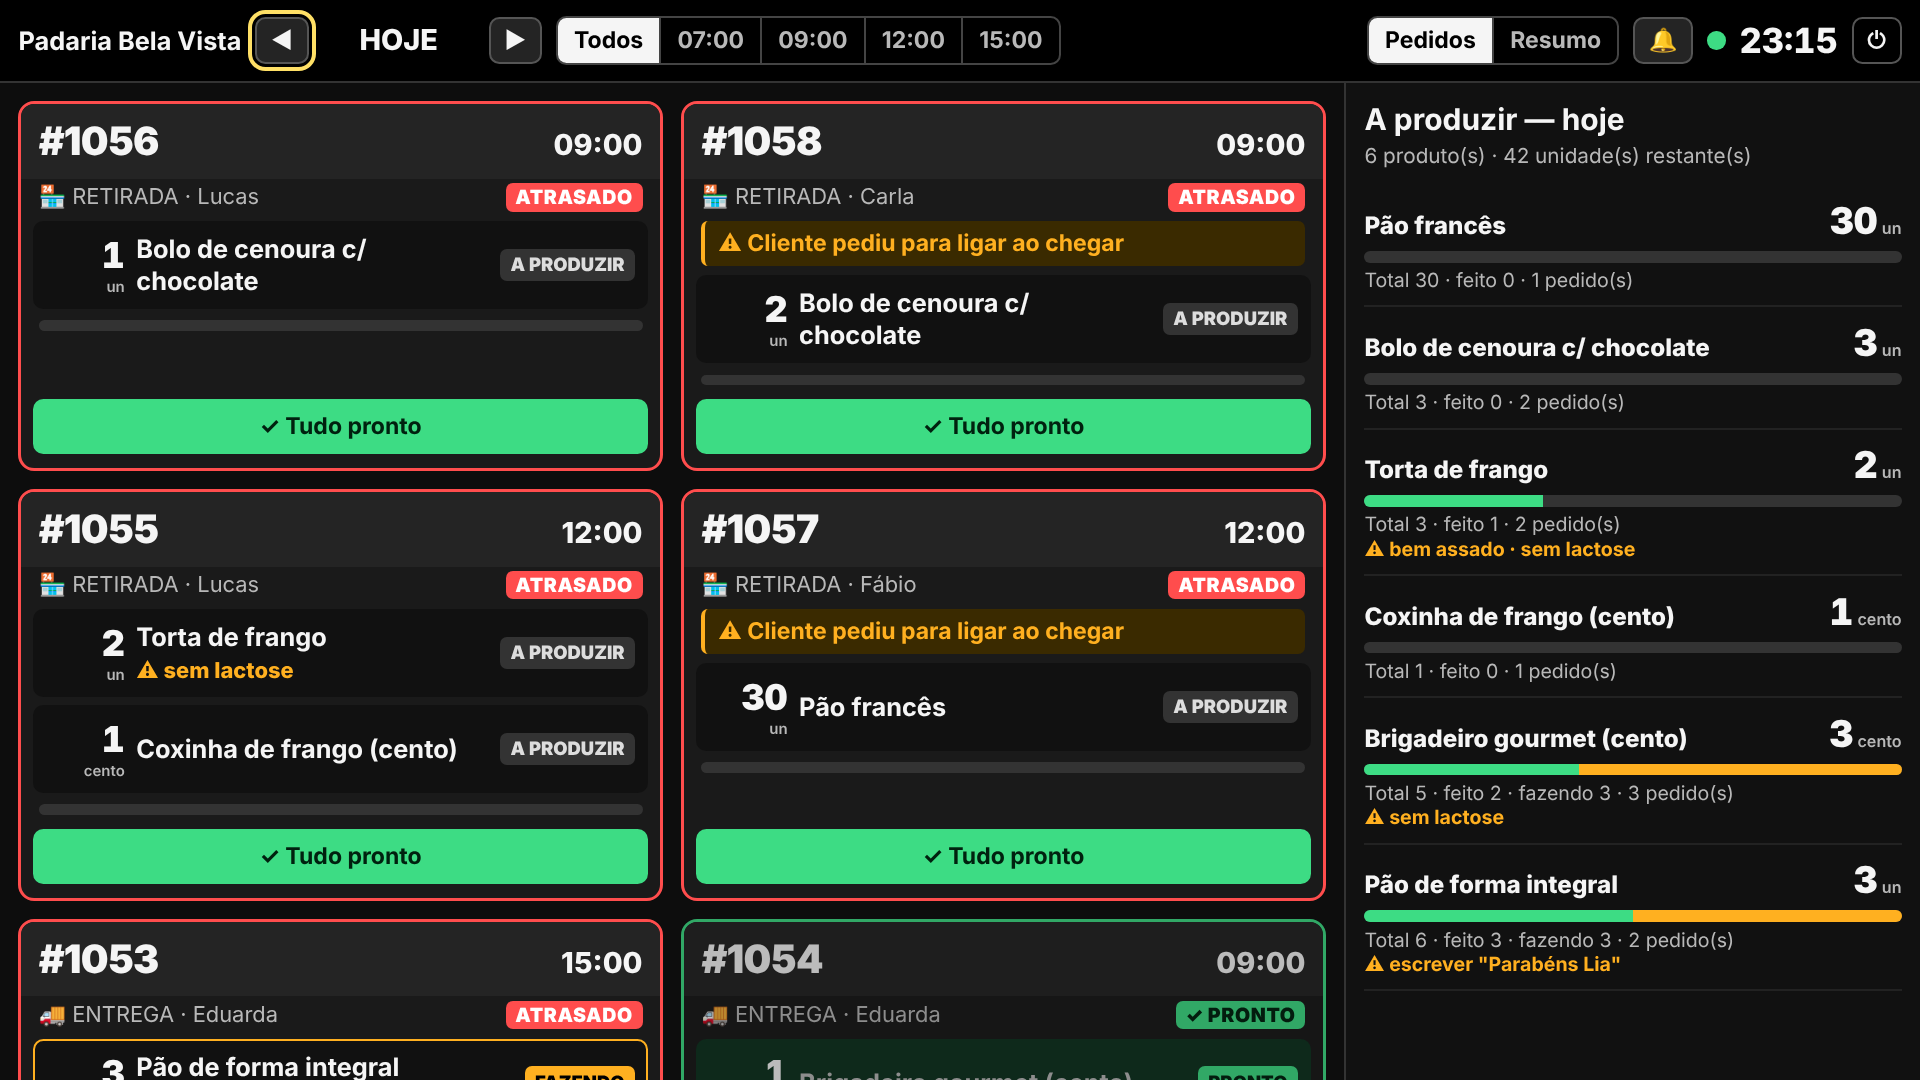 Padaria Bela Vista
HOJE
Todos
07:00
09:00
12:00
15:00
Pedidos
Resumo
23:15
#1056
09:00
RETIRADA · Lucas
ATRASADO
1 un
Bolo de cenoura c/
chocolate
A PRODUZIR
✓ Tudo pronto
#1058
09:00
RETIRADA · Carla
ATRASADO
⚠ Cliente pediu para ligar ao chegar
2 un
Bolo de cenoura c/
chocolate
A PRODUZIR
✓ Tudo pronto
#1055
12:00
RETIRADA · Lucas
ATRASADO
2 un
Torta de frango
⚠ sem lactose
A PRODUZIR
1 cento
Coxinha de frango (cento)
A PRODUZIR
✓ Tudo pronto
#1057
12:00
RETIRADA · Fábio
ATRASADO
⚠ Cliente pediu para ligar ao chegar
30 un
Pão francês
A PRODUZIR
✓ Tudo pronto
#1053
15:00
ENTREGA · Eduarda
ATRASADO
3
Pão de forma integral
FAZENDO
#1054
09:00
ENTREGA · Eduarda
✓ PRONTO
1
Brigadeiro gourmet (cento)
PRONTO
A produzir — hoje
6 produto(s) · 42 unidade(s) restante(s)
Pão francês
30 un
Total 30 · feito 0 · 1 pedido(s)
Bolo de cenoura c/ chocolate
3 un
Total 3 · feito 0 · 2 pedido(s)
Torta de frango
2 un
Total 3 · feito 1 · 2 pedido(s)
⚠ bem assado · sem lactose
Coxinha de frango (cento)
1 cento
Total 1 · feito 0 · 1 pedido(s)
Brigadeiro gourmet (cento)
3 cento
Total 5 · feito 2 · fazendo 3 · 3 pedido(s)
⚠ sem lactose
Pão de forma integral
3 un
Total 6 · feito 3 · fazendo 3 · 2 pedido(s)
⚠ escrever "Parabéns Lia"